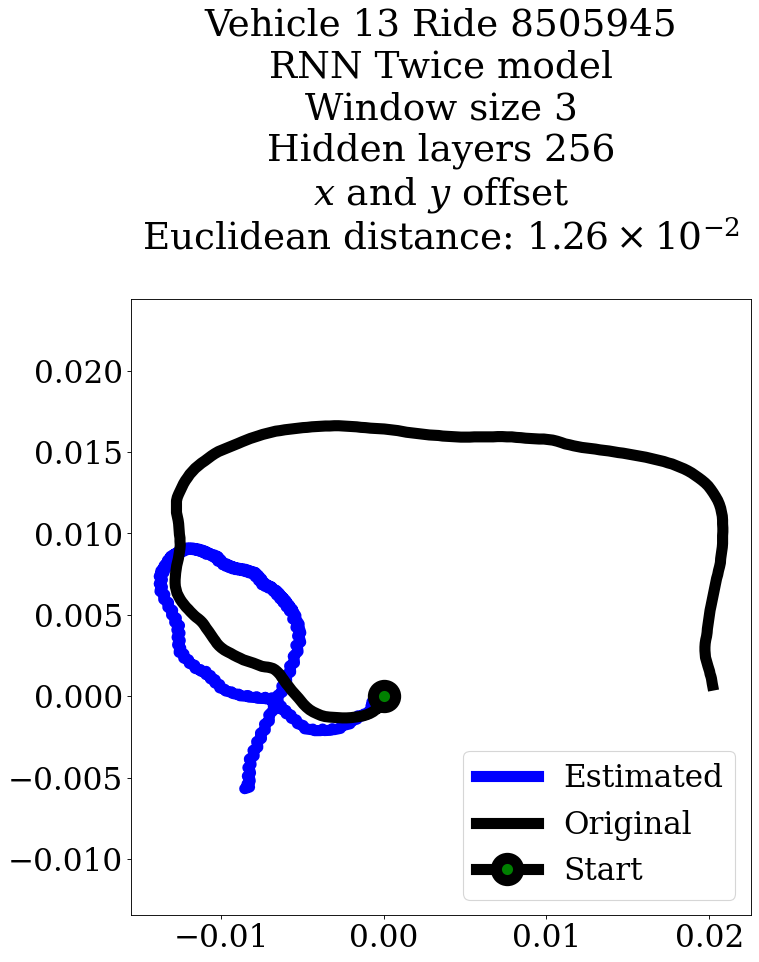 Vehicle 13 Ride 8505945
RNN Twice model
Window size 3
Hidden layers 256
x and y offset
Euclidean distance: 1.26 × 10⁻²
0.020
0.015
0.010
0.005
0.000
−0.005
−0.010
Estimated
Original
Start
−0.01 0.00 0.01 0.02